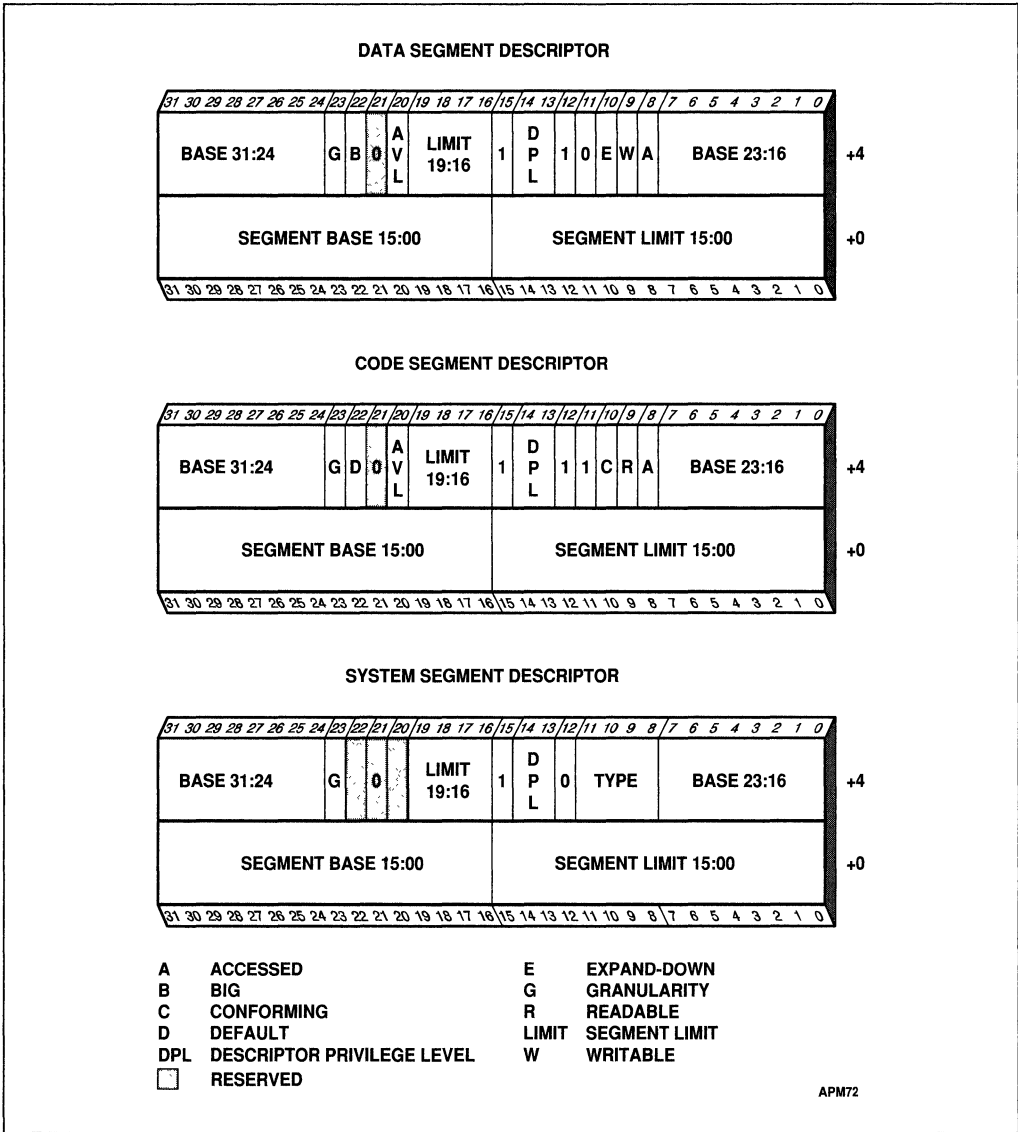 DATA SEGMENT DESCRIPTOR
31 30 29 28 27 26 25 24 23 22 21 20 19 18 17 16 15 14 13 12 11 10 9 8 7 6 5 4 3 2 1 0
BASE 31:24 G B 0 AVL LIMIT 19:16 1 DPL 1 0 E W A BASE 23:16 +4
SEGMENT BASE 15:00 SEGMENT LIMIT 15:00 +0
31 30 29 28 27 26 25 24 23 22 21 20 19 18 17 16 15 14 13 12 11 10 9 8 7 6 5 4 3 2 1 0
CODE SEGMENT DESCRIPTOR
31 30 29 28 27 26 25 24 23 22 21 20 19 18 17 16 15 14 13 12 11 10 9 8 7 6 5 4 3 2 1 0
BASE 31:24 G D 0 AVL LIMIT 19:16 1 DPL 1 1 C R A BASE 23:16 +4
SEGMENT BASE 15:00 SEGMENT LIMIT 15:00 +0
31 30 29 28 27 26 25 24 23 22 21 20 19 18 17 16 15 14 13 12 11 10 9 8 7 6 5 4 3 2 1 0
SYSTEM SEGMENT DESCRIPTOR
31 30 29 28 27 26 25 24 23 22 21 20 19 18 17 16 15 14 13 12 11 10 9 8 7 6 5 4 3 2 1 0
BASE 31:24 G 0 LIMIT 19:16 1 DPL 0 TYPE BASE 23:16 +4
SEGMENT BASE 15:00 SEGMENT LIMIT 15:00 +0
31 30 29 28 27 26 25 24 23 22 21 20 19 18 17 16 15 14 13 12 11 10 9 8 7 6 5 4 3 2 1 0
A ACCESSED E EXPAND-DOWN
B BIG G GRANULARITY
C CONFORMING R READABLE
D DEFAULT LIMIT SEGMENT LIMIT
DPL DESCRIPTOR PRIVILEGE LEVEL W WRITABLE
RESERVED
APM72